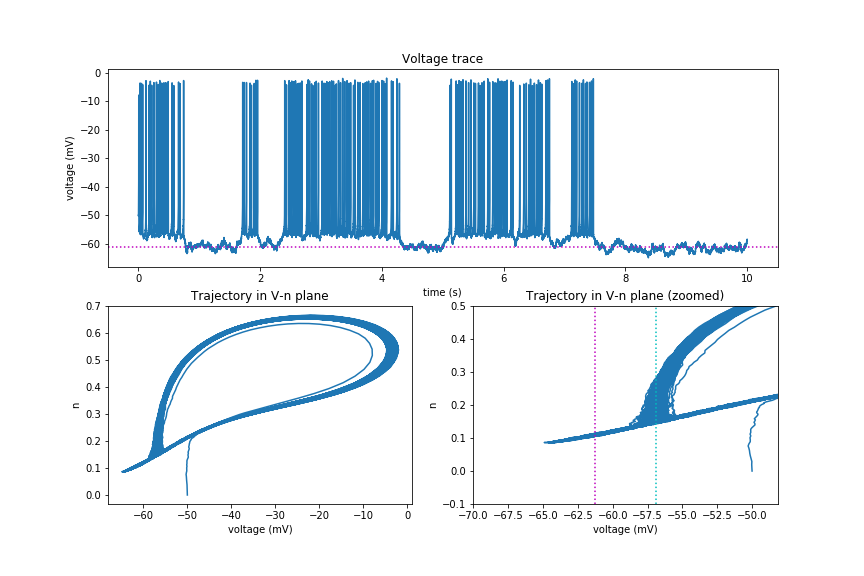 Voltage trace
0
−10
−20
−30
−40
−50
−60
voltage (mV)
0 2 4 6 8 10
time (s)
Trajectory in V-n plane
0.7
0.6
0.5
0.4
0.3
0.2
0.1
0.0
n
−60 −50 −40 −30 −20 −10 0
voltage (mV)
Trajectory in V-n plane (zoomed)
0.5
0.4
0.3
0.2
0.1
0.0
−0.1
n
−70.0 −67.5 −65.0 −62.5 −60.0 −57.5 −55.0 −52.5 −50.0
voltage (mV)